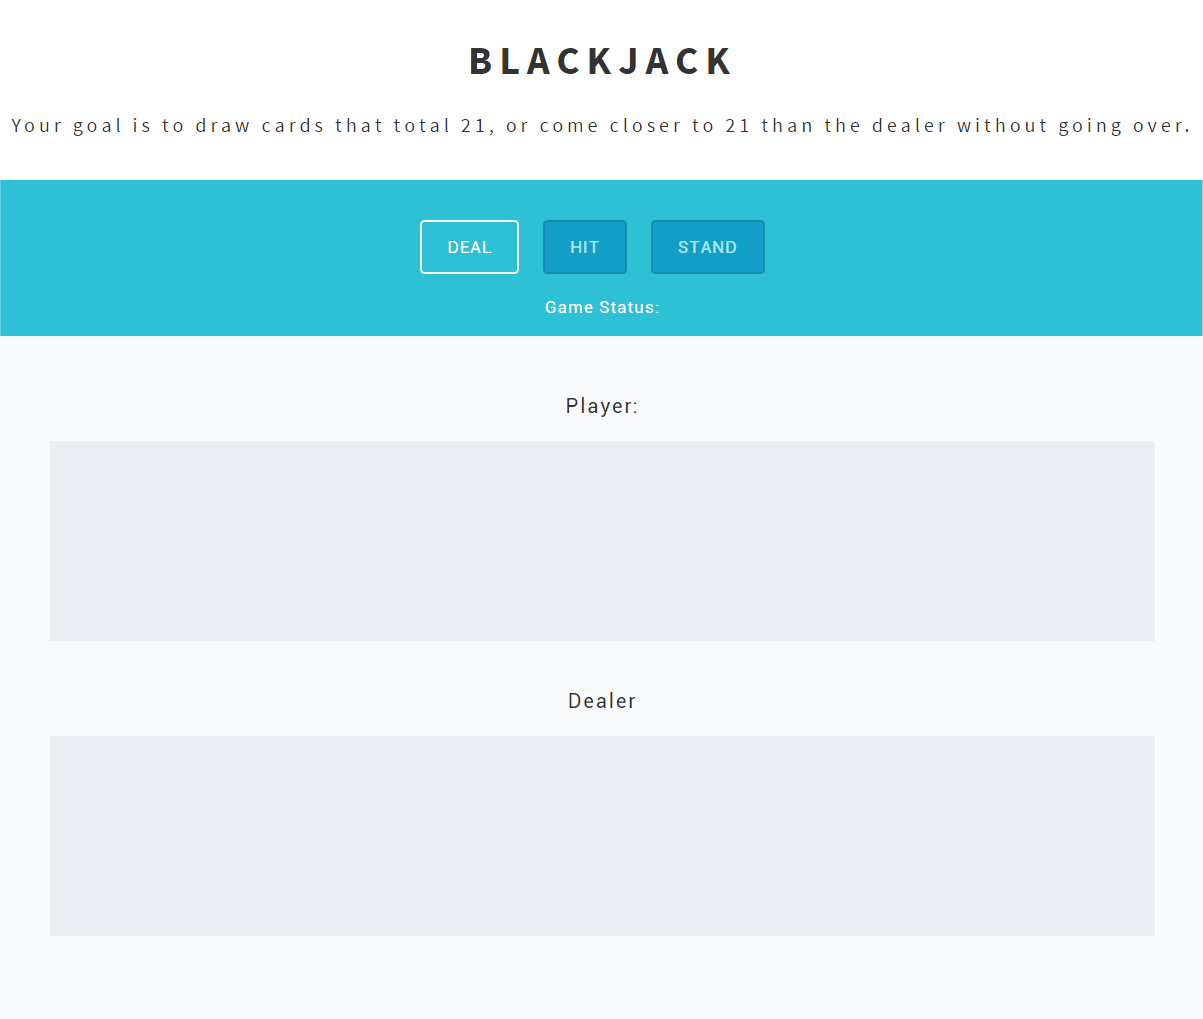 BLACKJACK
Your goal is to draw cards that total 21, or come closer to 21 than the dealer without going over.
DEAL HIT STAND
Game Status:
Player:
Dealer